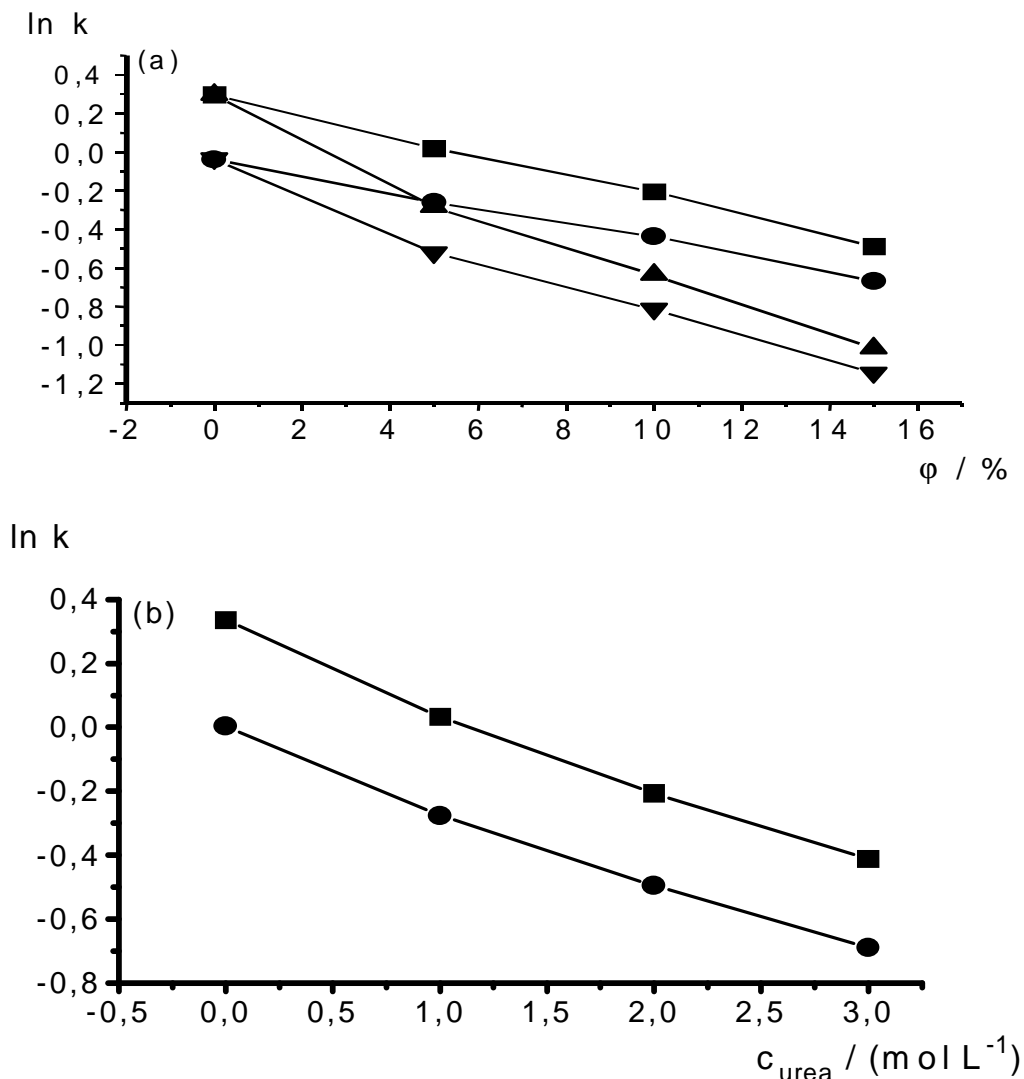 ln k
(a)
0,4
0,2
0,0
-0,2
-0,4
-0,6
-0,8
-1,0
-1,2
-2 0 2 4 6 8 10 12 14 16
φ / %
ln k
(b)
0,4
0,2
0,0
-0,2
-0,4
-0,6
-0,8
-0,5 0,0 0,5 1,0 1,5 2,0 2,5 3,0
c_urea / (mol L⁻¹)